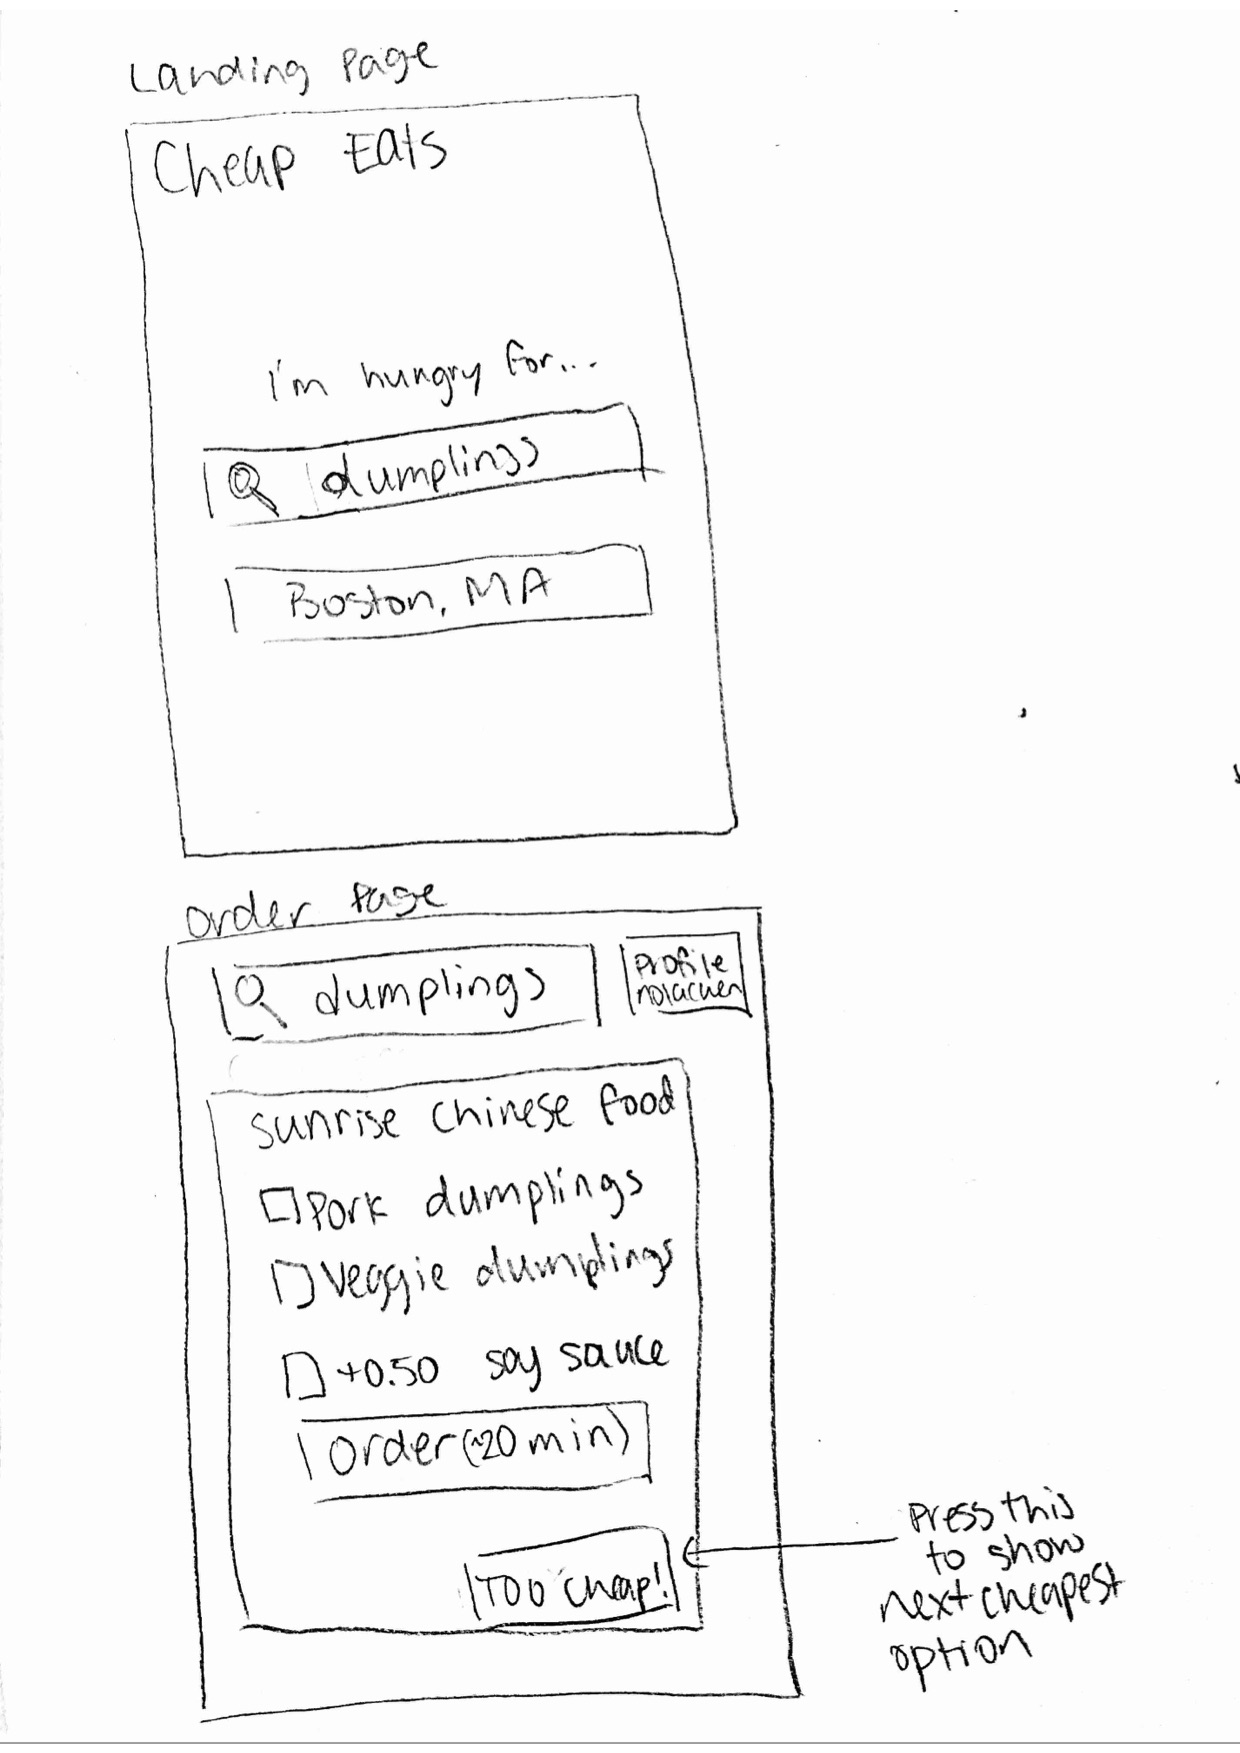 Landing Page
Cheap Eats
i'm hungry for...
dumplings
Boston, MA
order Page
dumplings
profile
sunrise chinese food
Pork dumplings
Veggie dumplings
+0.50 soy sauce
order (~20 min)
TOO cheap!
Press this
to show
next cheapest
option